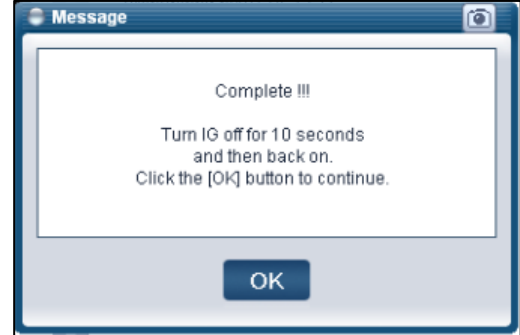 Message
Complete !!!
Turn IG off for 10 seconds
and then back on.
Click the [OK] button to continue.
OK